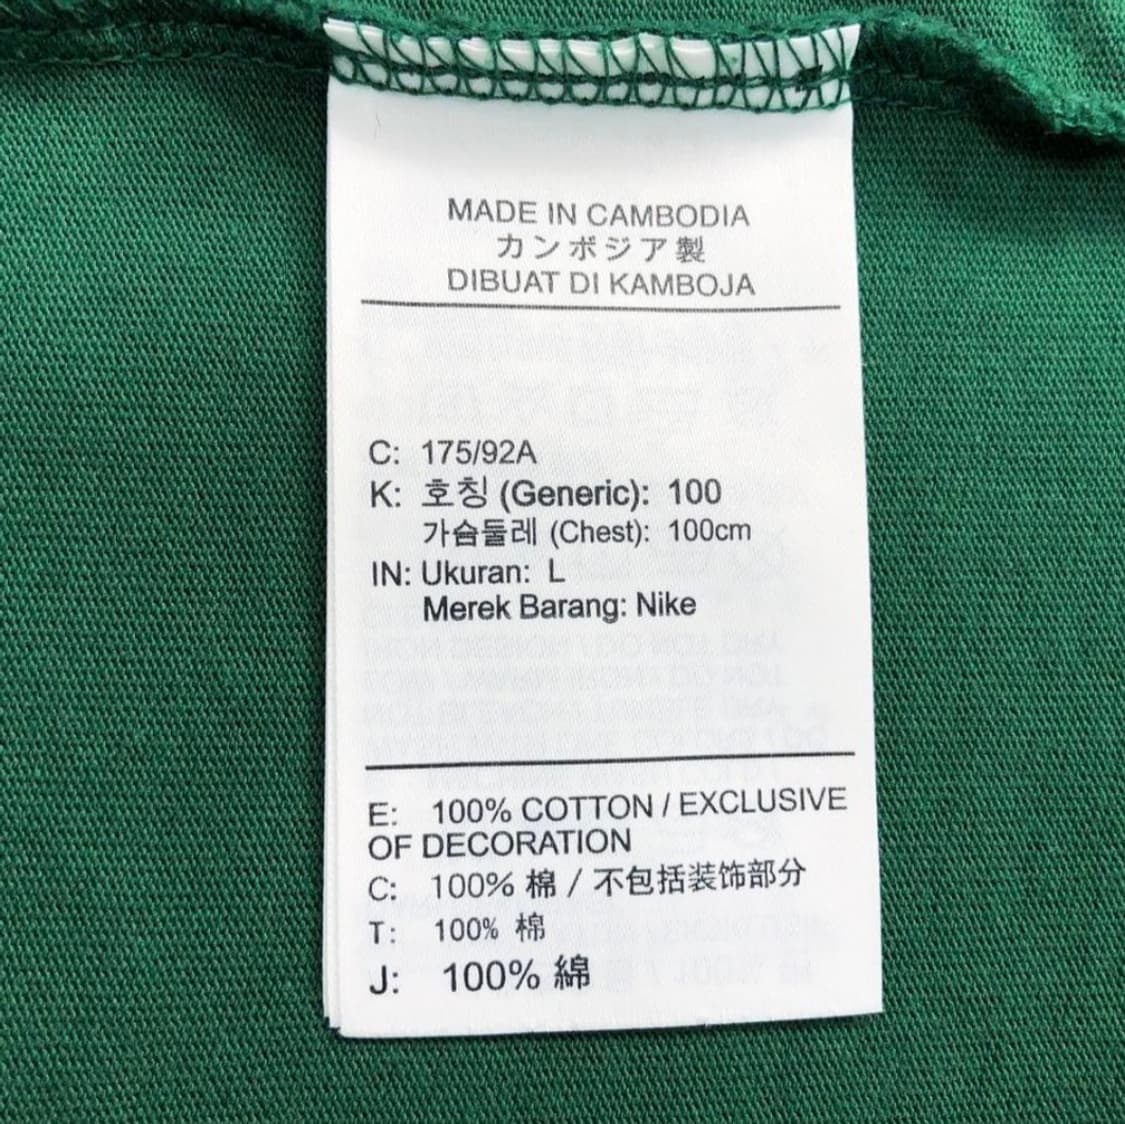 MADE IN CAMBODIA
カンボジア製
DIBUAT DI KAMBOJA
C: 175/92A
K: 호칭 (Generic): 100
가슴둘레 (Chest): 100cm
IN: Ukuran: L
Merek Barang: Nike
E: 100% COTTON / EXCLUSIVE
OF DECORATION
C: 100% 棉 / 不包括装饰部分
T: 100% 棉
J: 100% 綿